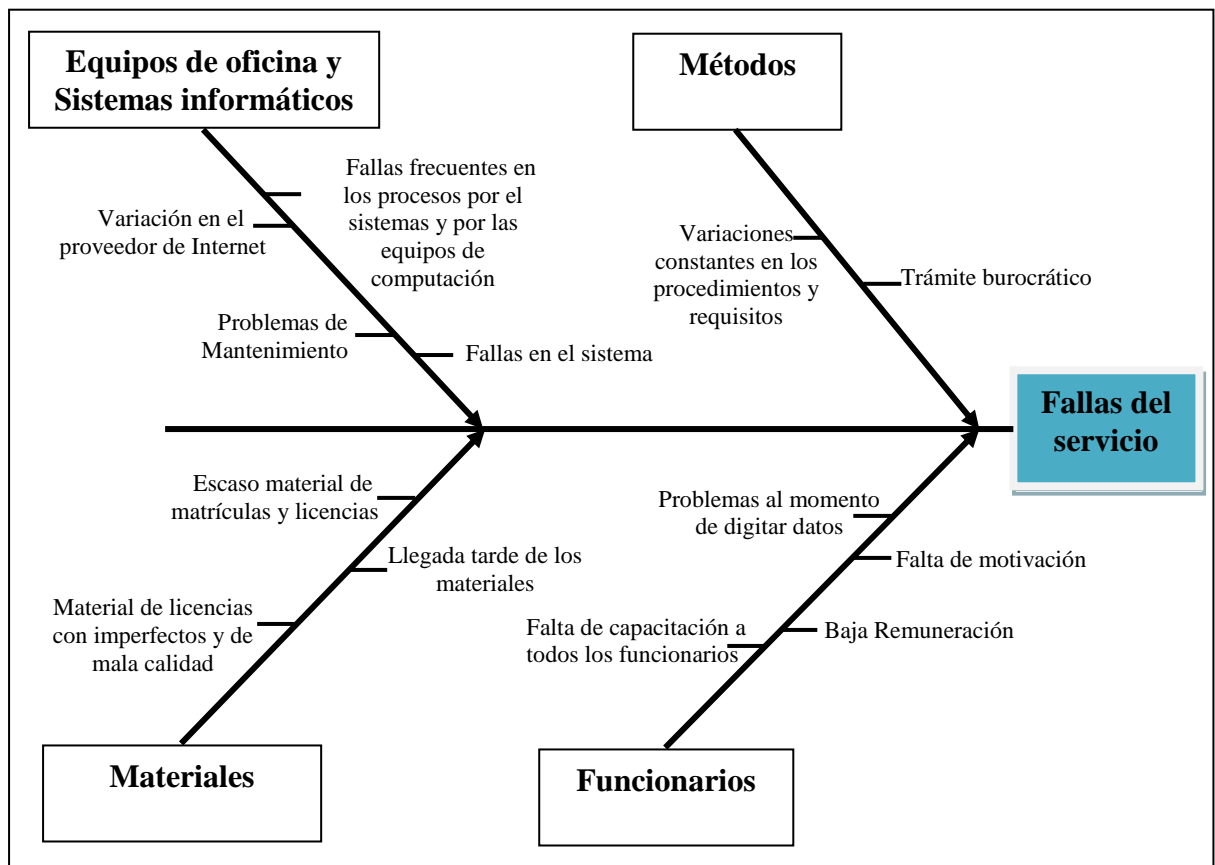 Equipos de oficina y
Sistemas informáticos
Métodos
Fallas frecuentes en
los procesos por el
sistemas y por las
equipos de
computación
Variación en el
proveedor de Internet
Problemas de
Mantenimiento
Fallas en el sistema
Variaciones
constantes en los
procedimientos y
requisitos
Trámite burocrático
Fallas del
servicio
Escaso material de
matrículas y licencias
Llegada tarde de los
materiales
Material de licencias
con imperfectos y de
mala calidad
Problemas al momento
de digitar datos
Falta de motivación
Falta de capacitación a
todos los funcionarios
Baja Remuneración
Materiales
Funcionarios